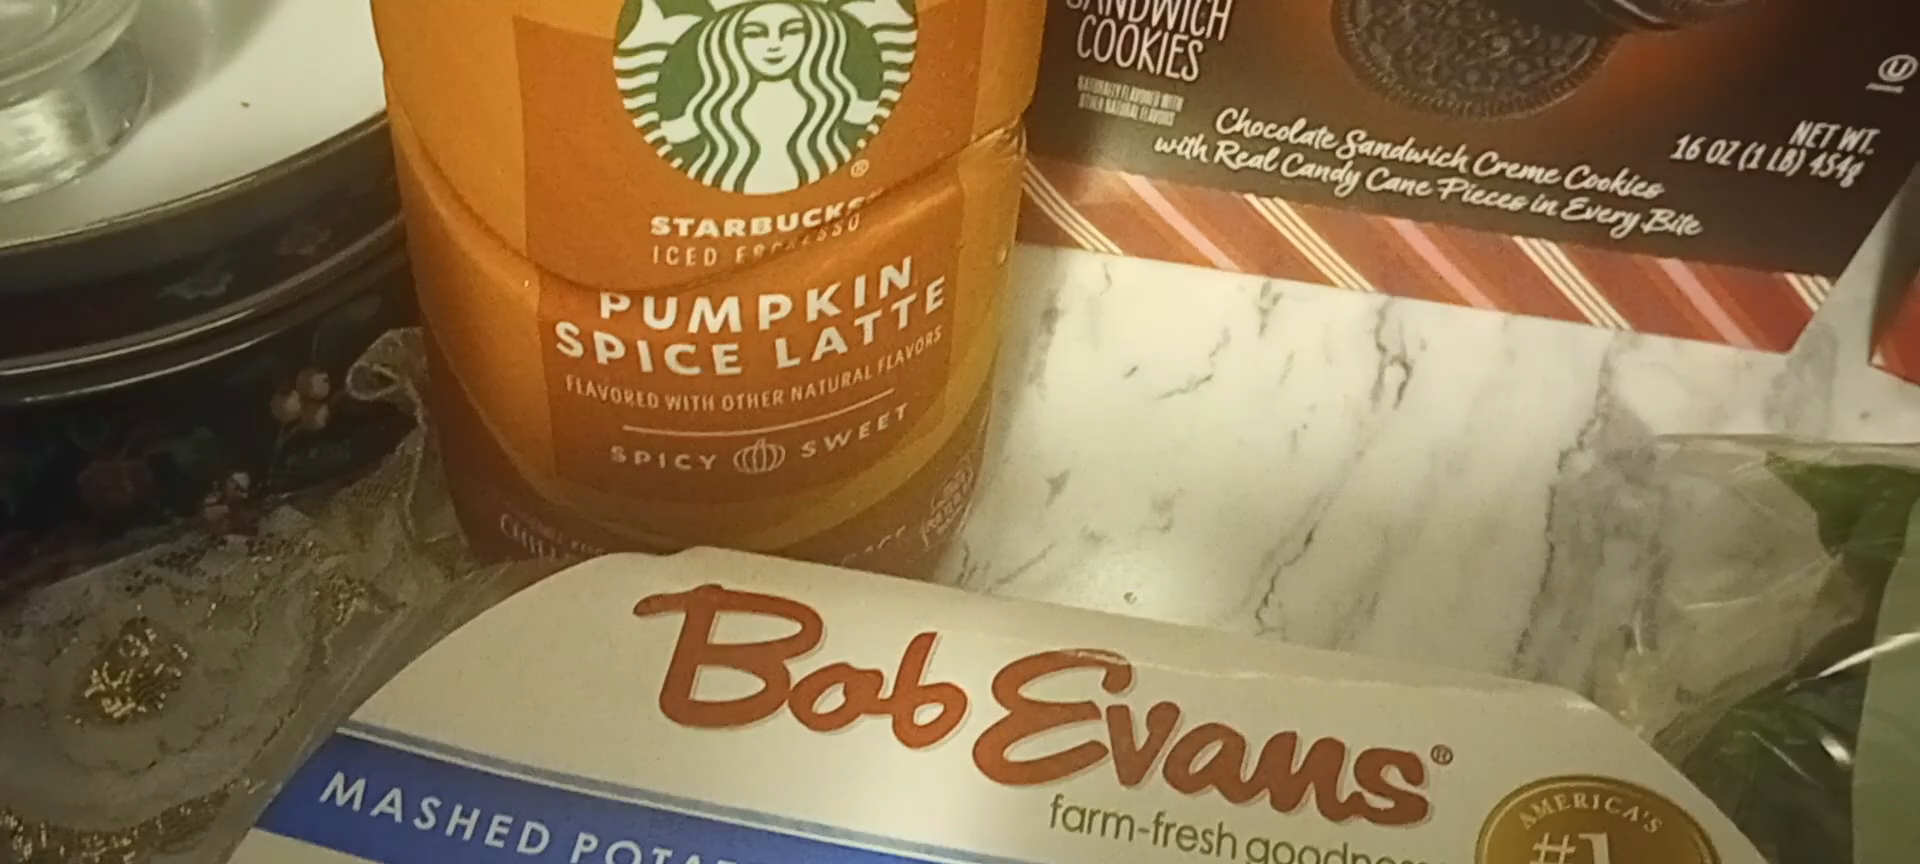 STARBUCKS
ICED ESPRESSO
PUMPKIN
SPICE LATTE
FLAVORED WITH OTHER NATURAL FLAVORS
SPICY SWEET
SANDWICH
COOKIES
NATURALLY FLAVORED WITH
OTHER NATURAL FLAVORS
Chocolate Sandwich Creme Cookies
with Real Candy Cane Pieces in Every Bite
NET WT.
16 OZ (1 LB) 454g
Bob Evans®
farm-fresh goodness
MASHED POTA
AMERICA'S
#1